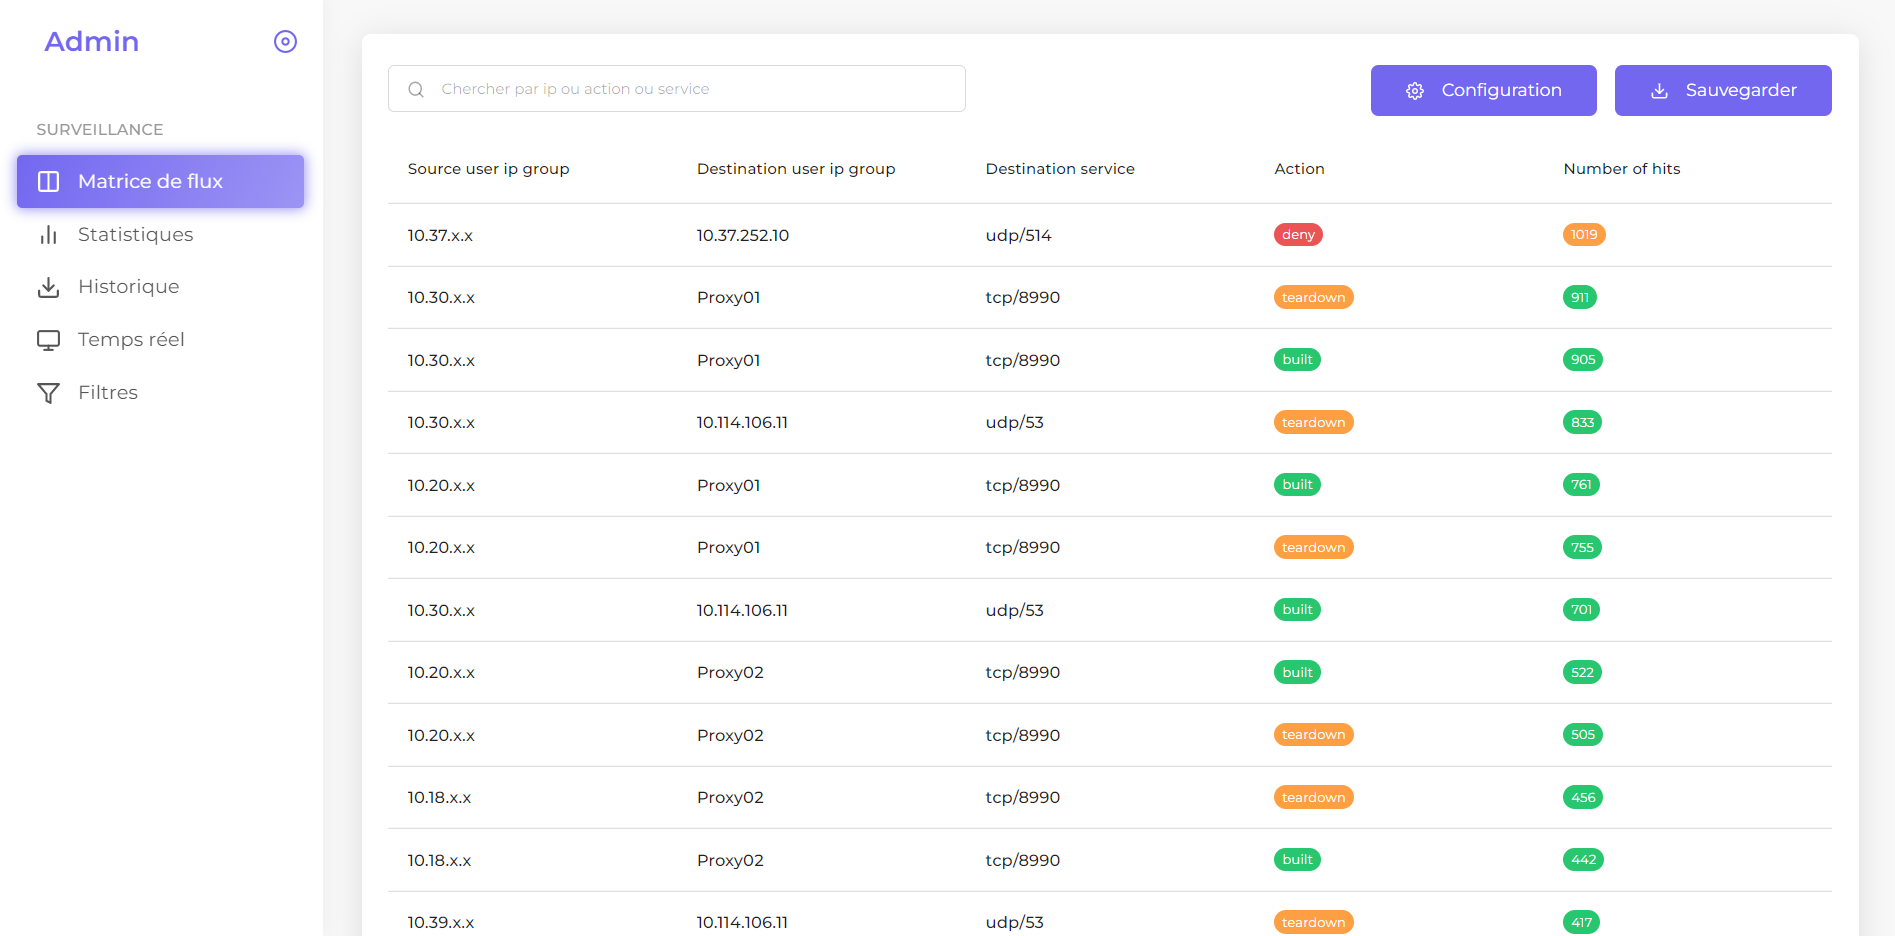 Admin
SURVEILLANCE
Matrice de flux
Statistiques
Historique
Temps réel
Filtres
Chercher par ip ou action ou service
Configuration
Sauvegarder
Source user ip group Destination user ip group Destination service Action Number of hits
10.37.x.x 10.37.252.10 udp/514 deny 1019
10.30.x.x Proxy01 tcp/8990 teardown 911
10.30.x.x Proxy01 tcp/8990 built 905
10.30.x.x 10.114.106.11 udp/53 teardown 833
10.20.x.x Proxy01 tcp/8990 built 761
10.20.x.x Proxy01 tcp/8990 teardown 755
10.30.x.x 10.114.106.11 udp/53 built 701
10.20.x.x Proxy02 tcp/8990 built 522
10.20.x.x Proxy02 tcp/8990 teardown 505
10.18.x.x Proxy02 tcp/8990 teardown 456
10.18.x.x Proxy02 tcp/8990 built 442
10.39.x.x 10.114.106.11 udp/53 teardown 417